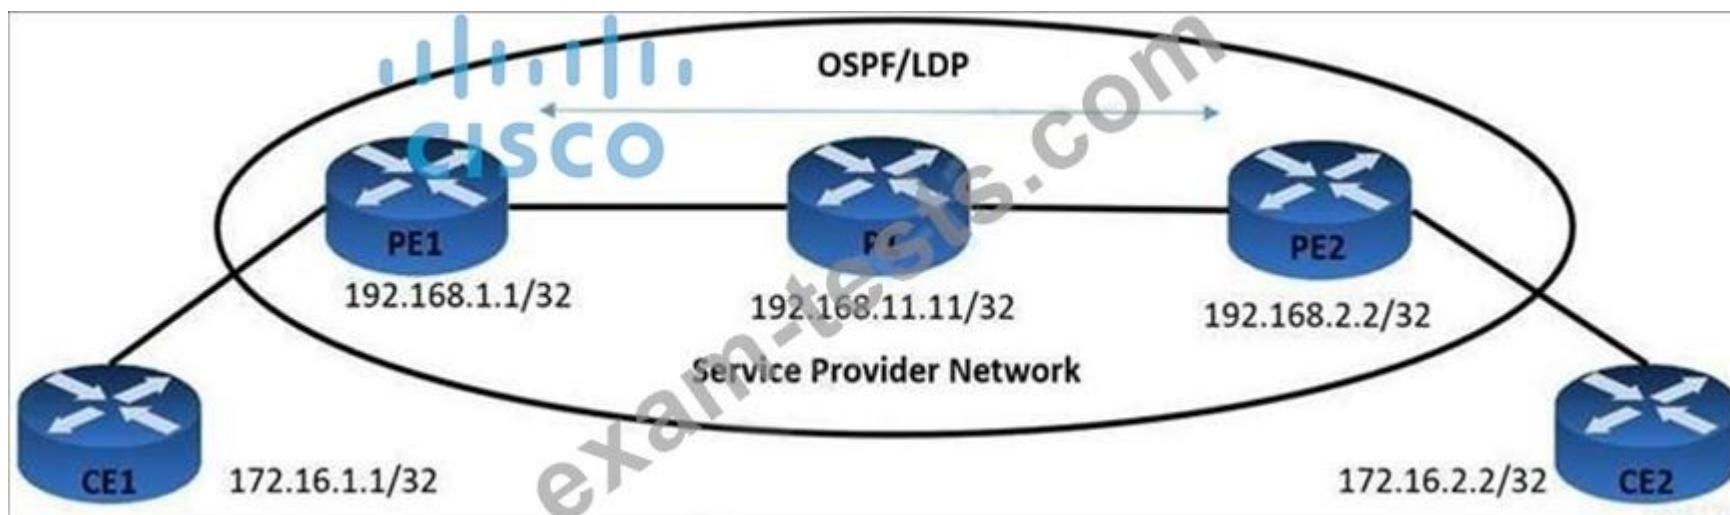 OSPF/LDP
CISCO
PE1
PE2
192.168.1.1/32
192.168.11.11/32
192.168.2.2/32
Service Provider Network
CE1
172.16.1.1/32
172.16.2.2/32
CE2
exam-tests.com